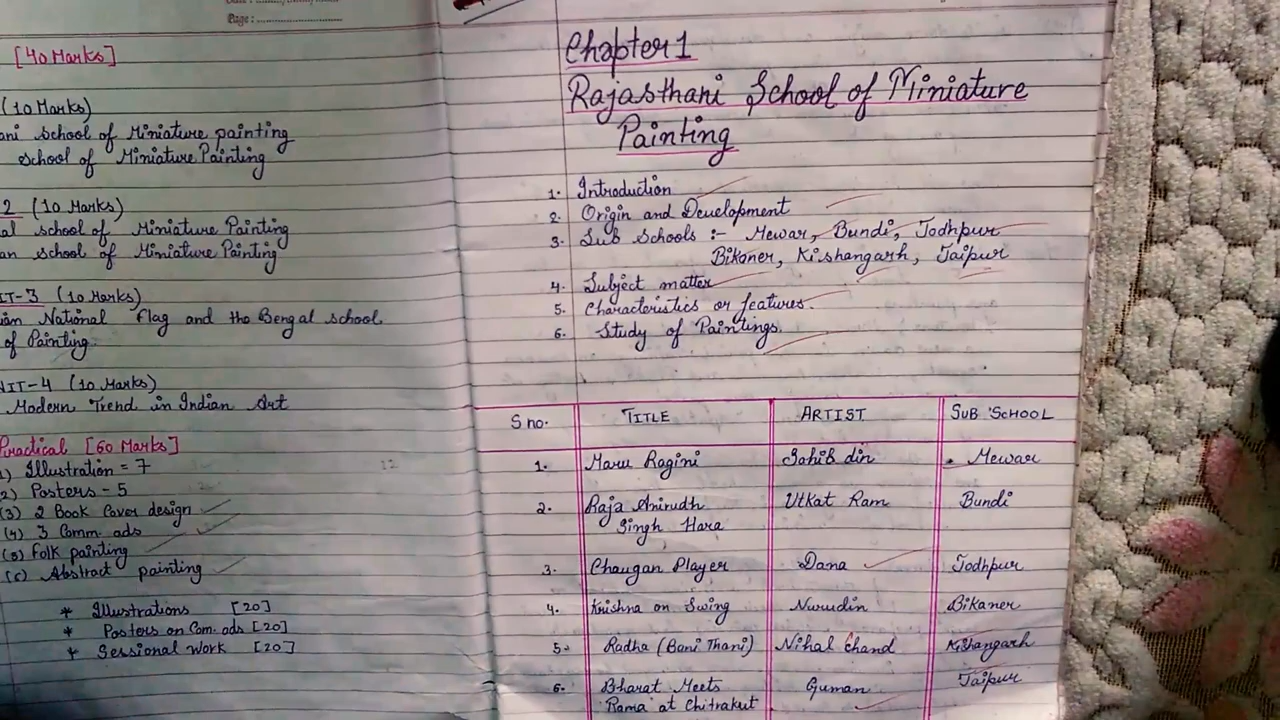 Page : ....................
[40 Marks]
(10 Marks)
ani school of Miniature painting
school of Miniature Painting
2 (10 Marks)
al school of Miniature Painting
an school of Miniature Painting
IT-3 (10 Marks)
ian National Flag and the Bengal school
of Painting.
NIT-4 (10 Marks)
Modern Trend in Indian Art
Practical [60 Marks]
1) Illustration = 7
12
2) Posters - 5
(3) 2 Book Cover design
(4) 3 Comm. ads
(5) Folk painting
Abstract painting
* Illustrations [20]
* Posters on Com. ads [20]
* Sessional Work [20]
Chapter 1
Rajasthani School of Miniature
Painting
1. Introduction
2. Origin and Development
3. Sub Schools :- Mewar, Bundi, Jodhpur
Bikaner, Kishangarh, Jaipur
4. Subject matter
5. Characteristics or features.
6. Study of Paintings.
S no. TITLE ARTIST SUB SCHOOL
1. Maru Ragini Sahib din Mewar
2. Raja Anirudh Utkat Ram Bundi
Singh Hara
3. Chaugan Player Dana Jodhpur
4. Krishna on Swing Nurudin Bikaner
5. Radha (Bani Thani) Nihal Chand Kishangarh
6. Bharat Meets Guman Jaipur
Rama at Chitrakut